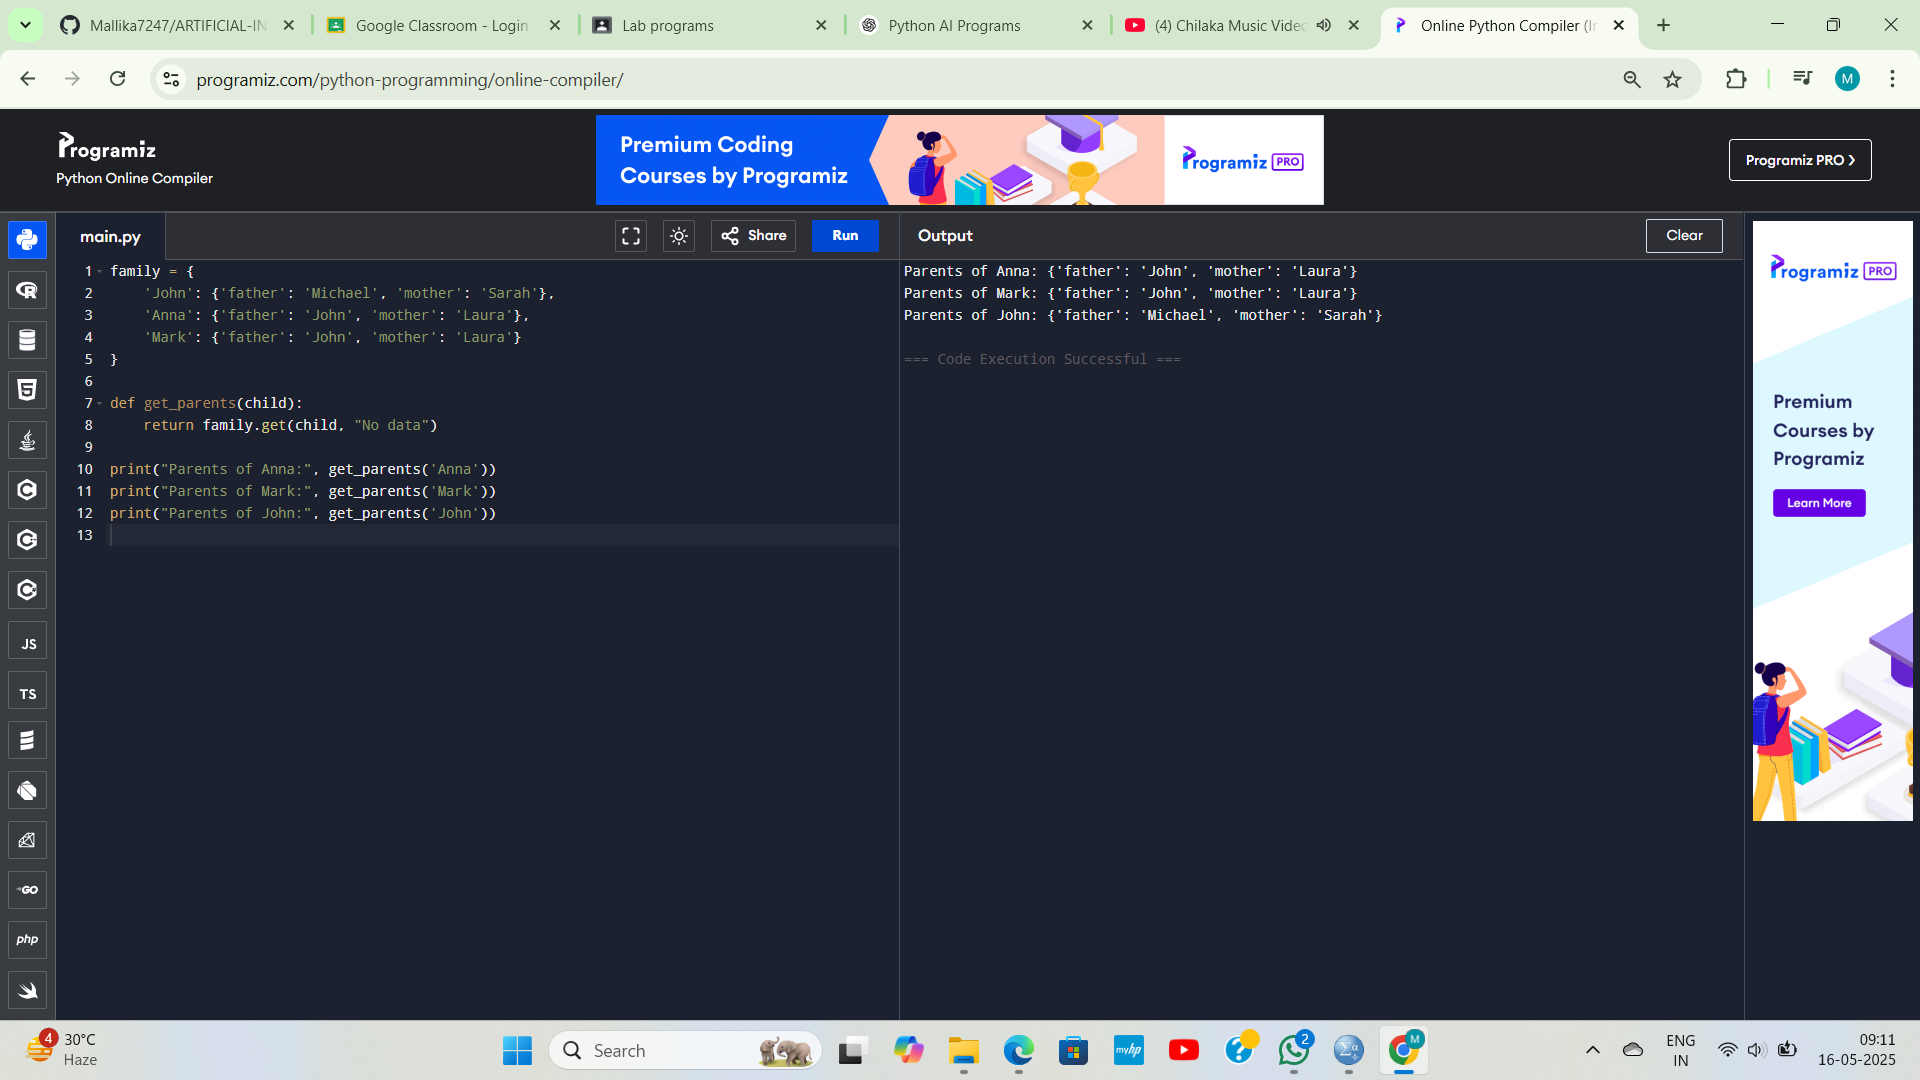 Mallika7247/ARTIFICIAL-IN
Google Classroom - Login
Lab programs
Python AI Programs
(4) Chilaka Music Video
Online Python Compiler (In
programiz.com/python-programming/online-compiler/
M
Programiz
Python Online Compiler
Premium Coding
Courses by Programiz
Programiz PRO
Programiz PRO ❯
main.py
Share
Run
Output
Clear
1 family = {
2     'John': {'father': 'Michael', 'mother': 'Sarah'},
3     'Anna': {'father': 'John', 'mother': 'Laura'},
4     'Mark': {'father': 'John', 'mother': 'Laura'}
5 }
6
7 def get_parents(child):
8     return family.get(child, "No data")
9
10 print("Parents of Anna:", get_parents('Anna'))
11 print("Parents of Mark:", get_parents('Mark'))
12 print("Parents of John:", get_parents('John'))
13
Parents of Anna: {'father': 'John', 'mother': 'Laura'}
Parents of Mark: {'father': 'John', 'mother': 'Laura'}
Parents of John: {'father': 'Michael', 'mother': 'Sarah'}
=== Code Execution Successful ===
Programiz PRO
Premium
Courses by
Programiz
Learn More
JS
TS
GO
php
4
30°C
Haze
Search
myhp
2
M
ENG
IN
09:11
16-05-2025